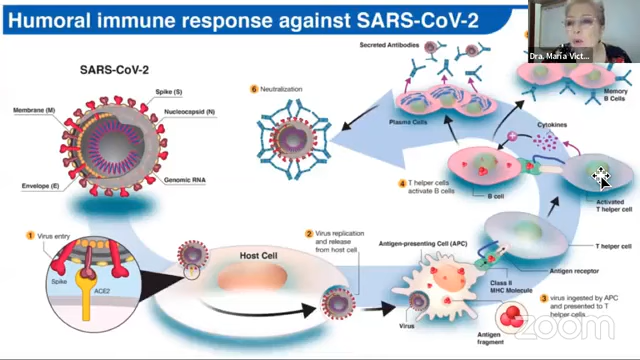 Humoral immune response against SARS-CoV-2
Dra. María Vict...
SARS-CoV-2
Spike (S)
Membrane (M)
Nucleocapsid (N)
Envelope (E)
Genomic RNA
6 Neutralization
Secreted Antibodies
Plasma Cells
Memory
B Cells
Cytokines
4 T helper cells
activate B cells
B cell
Activated
T helper cell
1 Virus entry
Spike
ACE2
Host Cell
2 Virus replication
and release
from host cell
Antigen-presenting Cell (APC)
T helper cell
Antigen receptor
Class II
MHC Molecule
Virus
Antigen
fragment
3 virus ingested by APC
and presented to T
helper cells
zoom